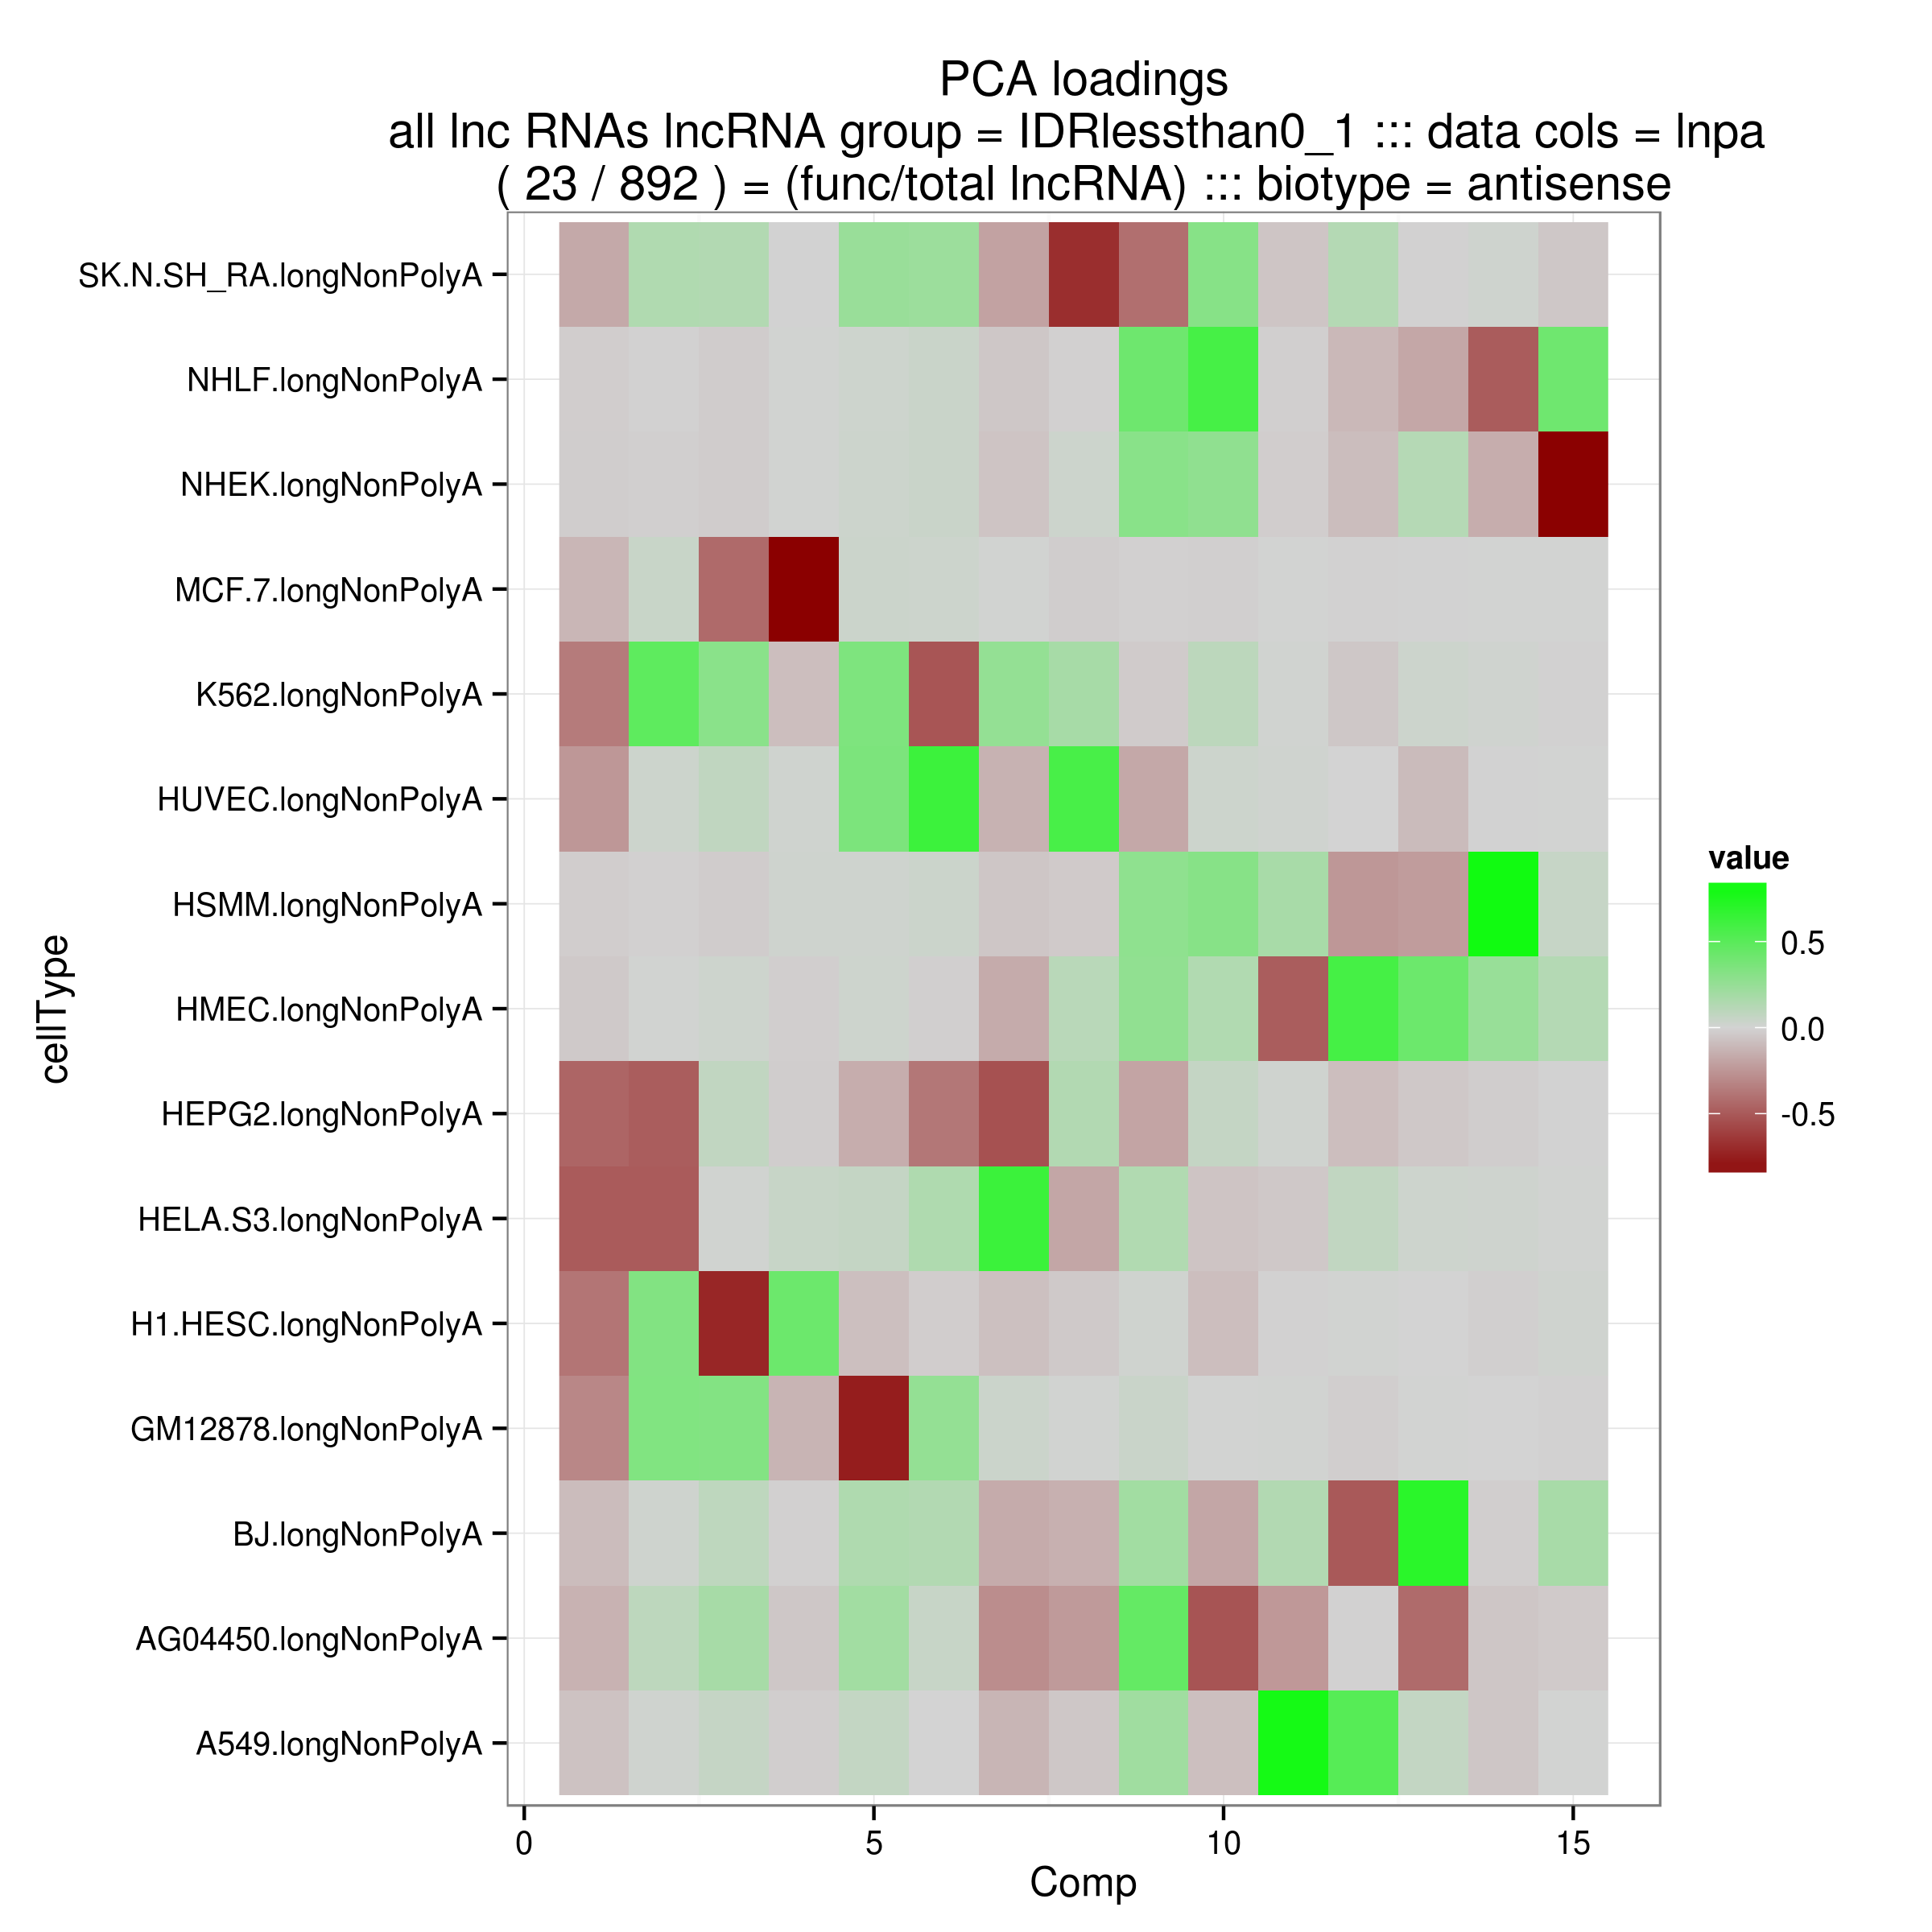 PCA loadings
all lnc RNAs lncRNA group = IDRlessthan0_1 ::: data cols = lnpa
( 23 / 892 ) = (func/total lncRNA) ::: biotype = antisense
SK.N.SH_RA.longNonPolyA
NHLF.longNonPolyA
NHEK.longNonPolyA
MCF.7.longNonPolyA
K562.longNonPolyA
HUVEC.longNonPolyA
HSMM.longNonPolyA
HMEC.longNonPolyA
HEPG2.longNonPolyA
HELA.S3.longNonPolyA
H1.HESC.longNonPolyA
GM12878.longNonPolyA
BJ.longNonPolyA
AG04450.longNonPolyA
A549.longNonPolyA
cellType
0 5 10 15
Comp
value
0.5
0.0
-0.5